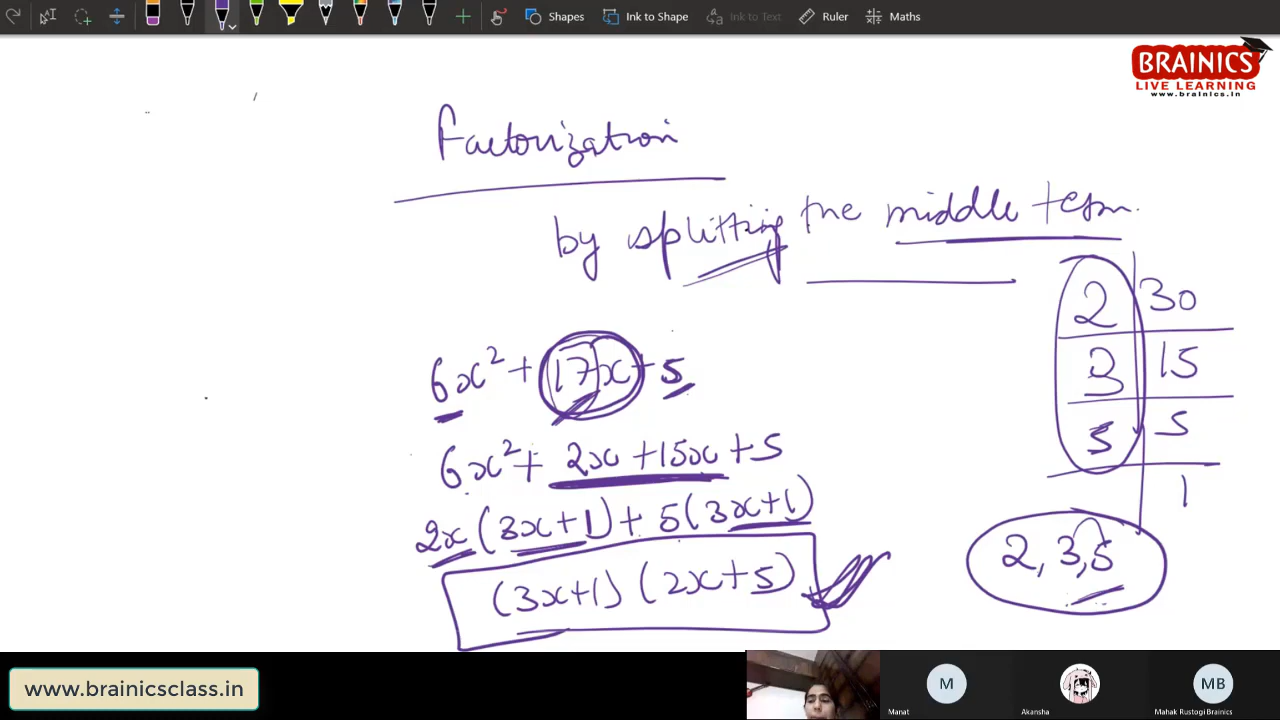 Shapes Ink to Shape Ink to Text Ruler Maths
BRAINICS
LIVE LEARNING
www.brainics.in
Factorization
by splitting the middle term.
6x² + 17x + 5
6x² + 2x + 15x + 5
2x (3x+1) + 5 (3x+1)
(3x+1) (2x+5)
2 30
3 15
5 5
1
2, 3, 5
www.brainicsclass.in
M
MB
Manat
Akansha
Mahak Rustogi Brainics